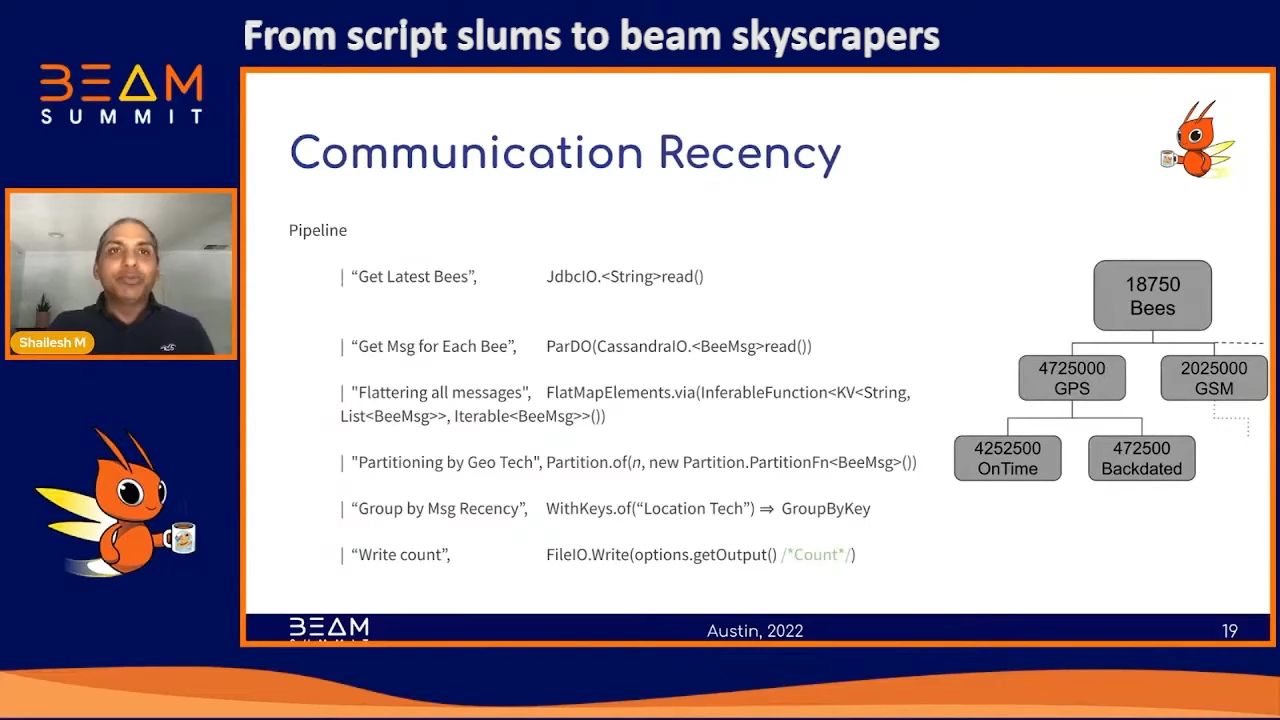 From script slums to beam skyscrapers
BEAM
SUMMIT
Shailesh M
Communication Recency
Pipeline
| “Get Latest Bees”, JdbcIO.<String>read()
| “Get Msg for Each Bee”, ParDO(CassandraIO.<BeeMsg>read())
| "Flattering all messages", FlatMapElements.via(InferableFunction<KV<String,
List<BeeMsg>>, Iterable<BeeMsg>>())
| "Partitioning by Geo Tech", Partition.of(n, new Partition.PartitionFn<BeeMsg>())
| “Group by Msg Recency”, WithKeys.of(“Location Tech”) ⇒ GroupByKey
| “Write count”, FileIO.Write(options.getOutput() /*Count*/)
18750
Bees
4725000
GPS
2025000
GSM
4252500
OnTime
472500
Backdated
BEAM
Austin, 2022
19